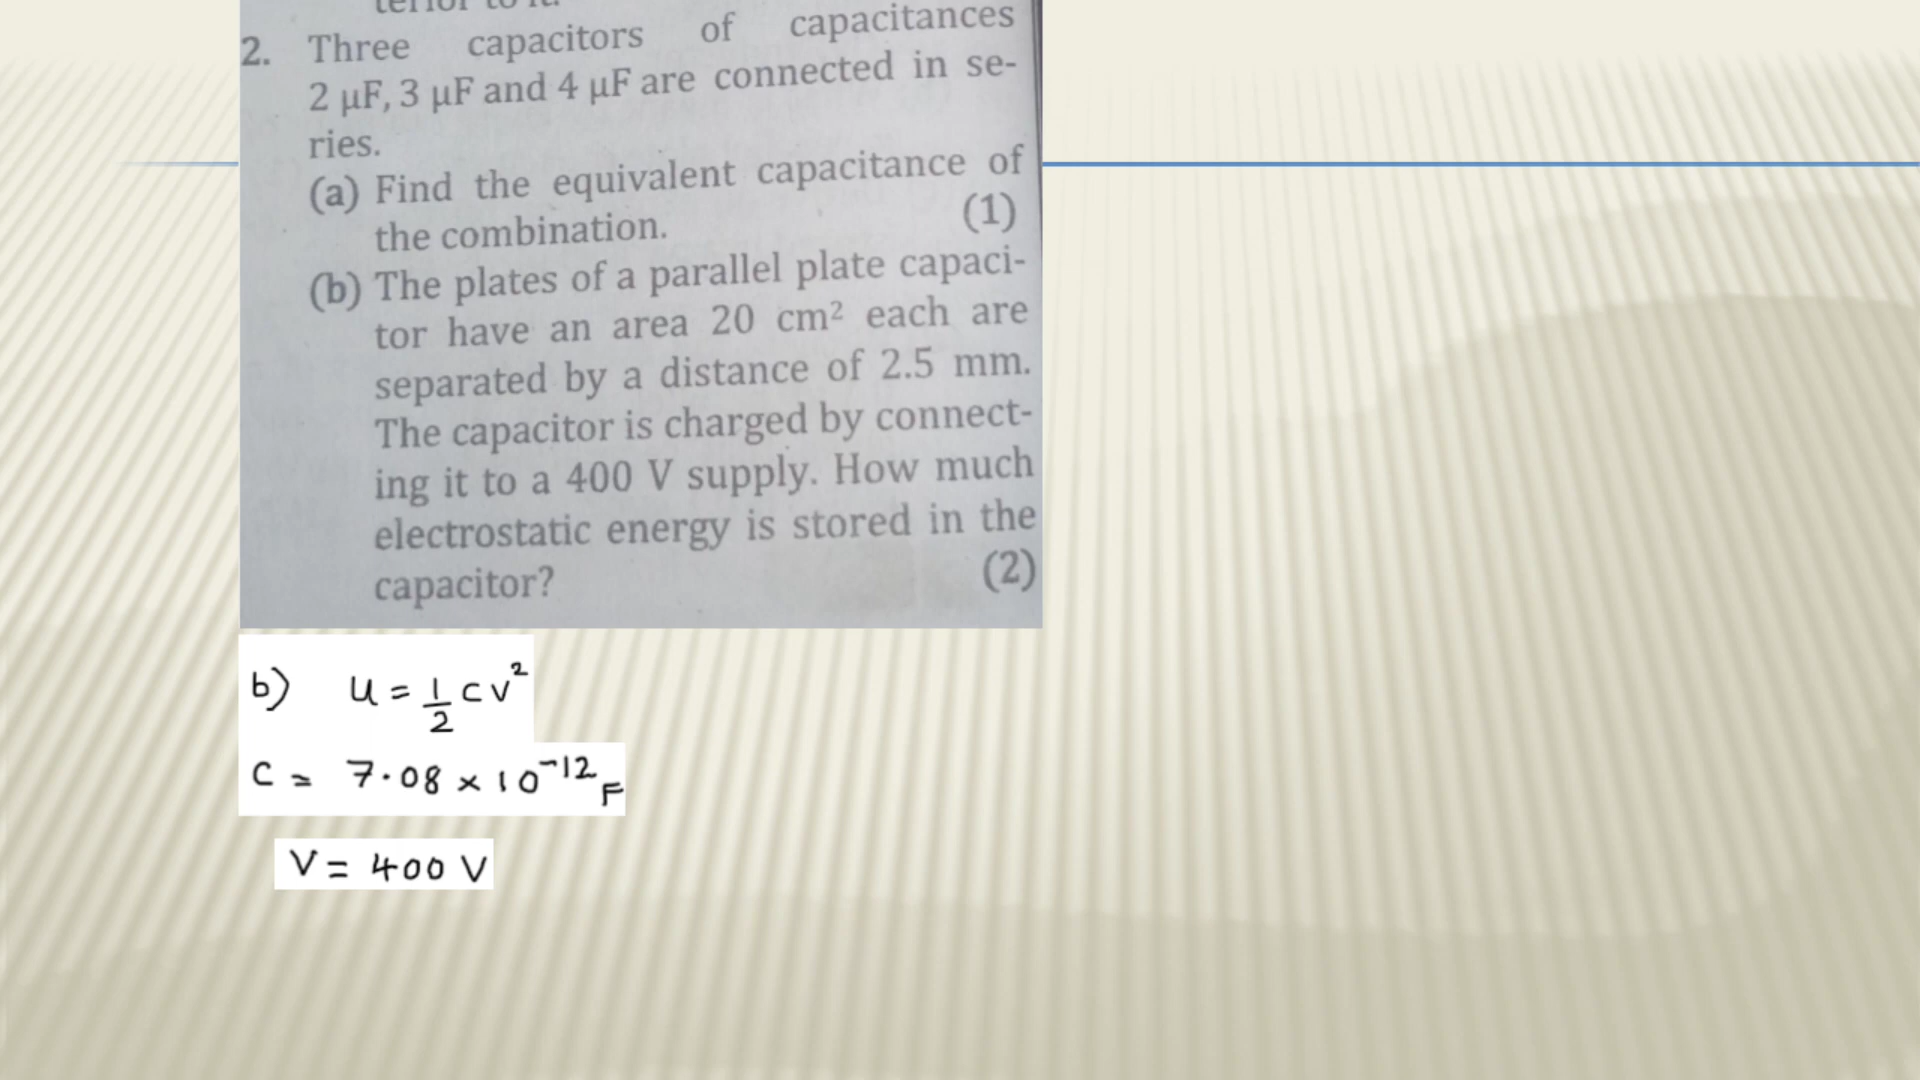 2. Three capacitors of capacitances
2 μF, 3 μF and 4 μF are connected in se-
ries.
(a) Find the equivalent capacitance of
the combination. (1)
(b) The plates of a parallel plate capaci-
tor have an area 20 cm² each are
separated by a distance of 2.5 mm.
The capacitor is charged by connect-
ing it to a 400 V supply. How much
electrostatic energy is stored in the
capacitor? (2)
b) U = 1/2 CV²
C = 7.08 × 10⁻¹² F
V = 400 V